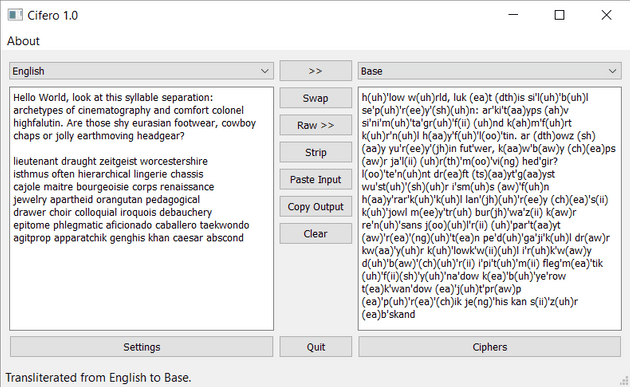 Cifero 1.0
About
English
>>
Base
Hello World, look at this syllable separation:
archetypes of cinematography and comfort colonel
highfalutin. Are those shy eurasian footwear, cowboy
chaps or jolly earthmoving headgear?
lieutenant draught zeitgeist worcestershire
isthmus often hierarchical lingerie chassis
cajole maitre bourgeoisie corps renaissance
jewelry apartheid orangutan pedagogical
drawer choir colloquial iroquois debauchery
epitome phlegmatic aficionado caballero taekwondo
agitprop apparatchik genghis khan caesar abscond
Swap
Raw >>
Strip
Paste Input
Copy Output
Clear
h(uh)'low w(uh)rld, luk (ea)t (dth)is si'l(uh)'b(uh)l
se'p(uh)'r(ee)y'(sh)(uh)n: ar'ki't(aa)yps (ah)v
si'nl'm(uh)'ta'gr(uh)'f(ii) (uh)nd k(ah)m'f(uh)rt
k(uh)r'n(uh)l h(aa)y'f(uh)'l(oo)'tin. ar (dth)owz (sh)
(aa)y yu'r(ee)y'(jh)in fut'wer, k(aa)w'b(aw)y (ch)(ea)ps
(aw)r ja'l(ii) (uh)r(th)'m(oo)'vi(ng) hed'gir?
l(oo)'te'n(uh)nt dr(ea)ft (ts)(aa)yt'g(aa)yst
wu'st(uh)'(sh)(uh)r i'sm(uh)s (aw)'f(uh)n
h(aa)y'rar'k(uh)'k(uh)l lan'(jh)(uh)'r(ee)y (ch)(ea)'s(ii)
k(uh)'jowl m(ee)y'tr(uh) bur(jh)'wa'z(ii) k(aw)r
re'n(uh)'sans j(oo)(uh)l'r(ii) (uh)'par't(aa)yt
(aw)'r(ea)'(ng)(uh)'t(ea)n pe'd(uh)'ga'ji'k(uh)l dr(aw)r
kw(aa)'y(uh)r k(uh)'lowk'w(ii)(uh)l i'r(uh)k'w(aw)y
d(uh)'b(aw)'(ch)(uh)'r(ii) i'pi't(uh)'m(ii) fleg'm(ea)'tik
(uh)'f(ii)(sh)'y(uh)'na'dow k(ea)'b(uh)'ye'row
t(ea)k'wan'dow (ea)'j(uh)t'pr(aw)p
(ea)'p(uh)'r(ea)'(ch)ik je(ng)'his kan s(ii)'z(uh)r
(ea)b'skand
Settings
Quit
Ciphers
Transliterated from English to Base.